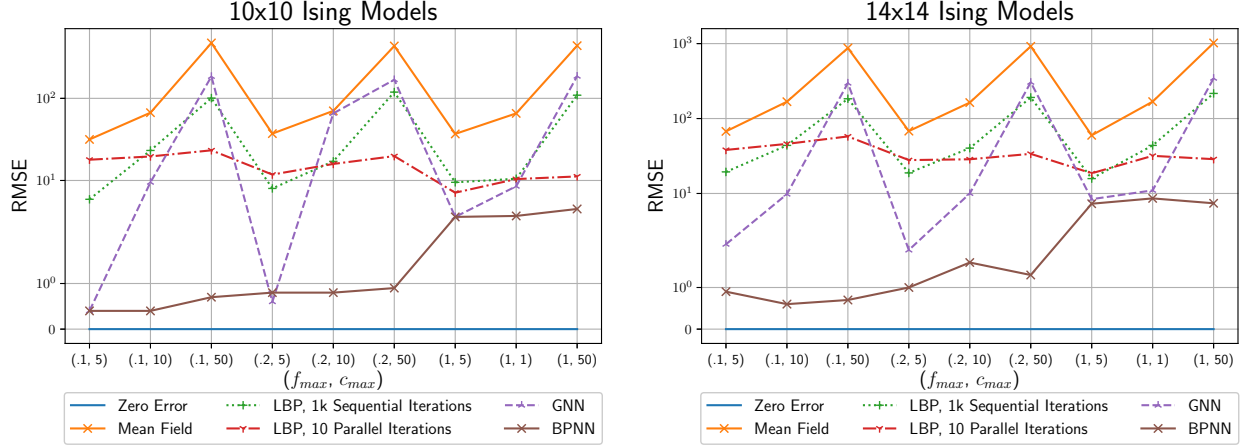 10x10 Ising Models
RMSE
10^2
10^1
10^0
0
(.1, 5) (.1, 10) (.1, 50) (.2, 5) (.2, 10) (.2, 50) (1, 5) (1, 1) (1, 50)
(f_max, c_max)
Zero Error
Mean Field
LBP, 1k Sequential Iterations
LBP, 10 Parallel Iterations
GNN
BPNN
14x14 Ising Models
RMSE
10^3
10^2
10^1
10^0
0
(.1, 5) (.1, 10) (.1, 50) (.2, 5) (.2, 10) (.2, 50) (1, 5) (1, 1) (1, 50)
(f_max, c_max)
Zero Error
Mean Field
LBP, 1k Sequential Iterations
LBP, 10 Parallel Iterations
GNN
BPNN